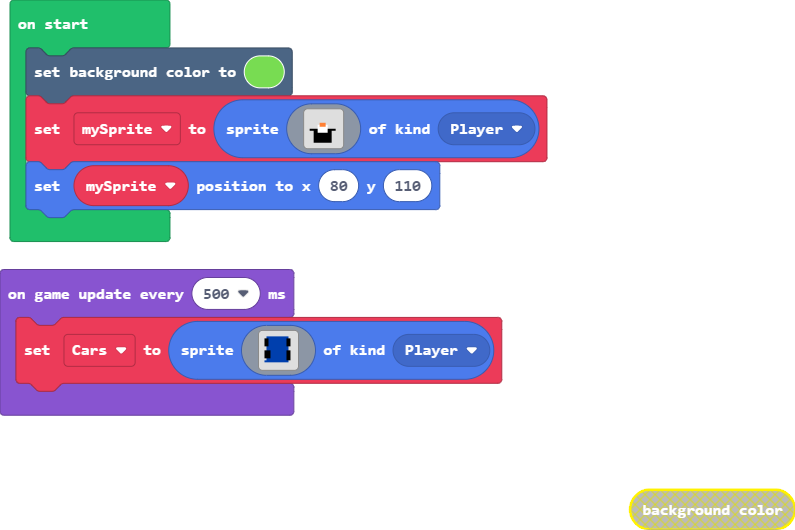 on start
set background color to
set mySprite to sprite of kind Player
set mySprite position to x 80 y 110
on game update every 500 ms
set Cars to sprite of kind Player
background color